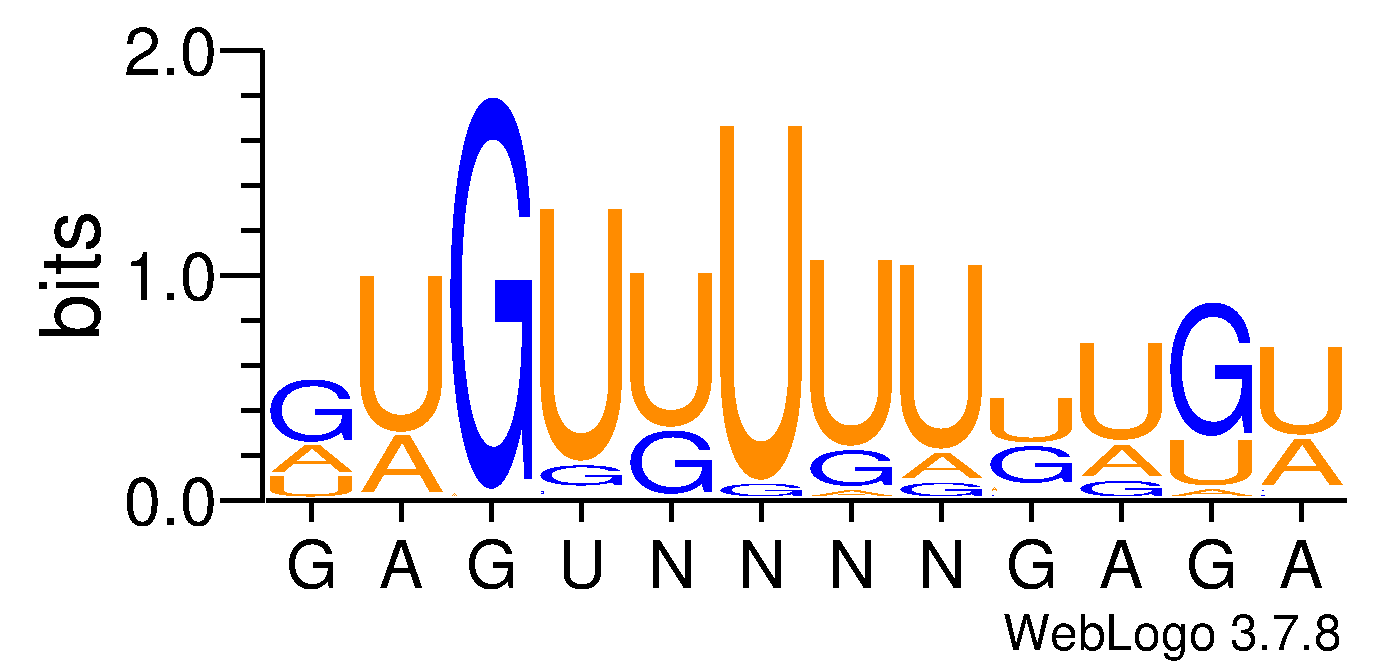 2.0
bits
1.0
0.0
G U G U U U U U U U G U
A A G G G G A G A U A
U A G G A
G A G U N N N N G A G A
WebLogo 3.7.8